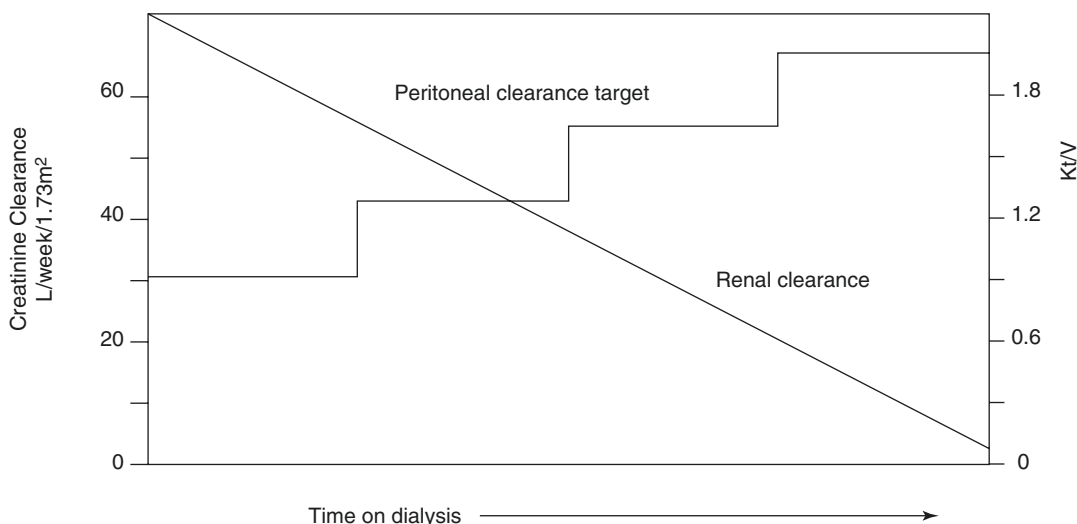 Creatinine Clearance
L/week/1.73m²
60
40
20
0
Peritoneal clearance target
Renal clearance
1.8
1.2
0.6
0
Kt/V
Time on dialysis